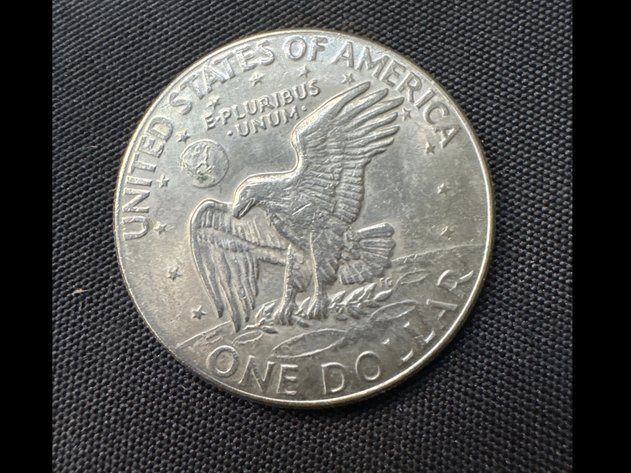 UNITED STATES OF AMERICA
E·PLURIBUS
·UNUM·
ONE DOLLAR